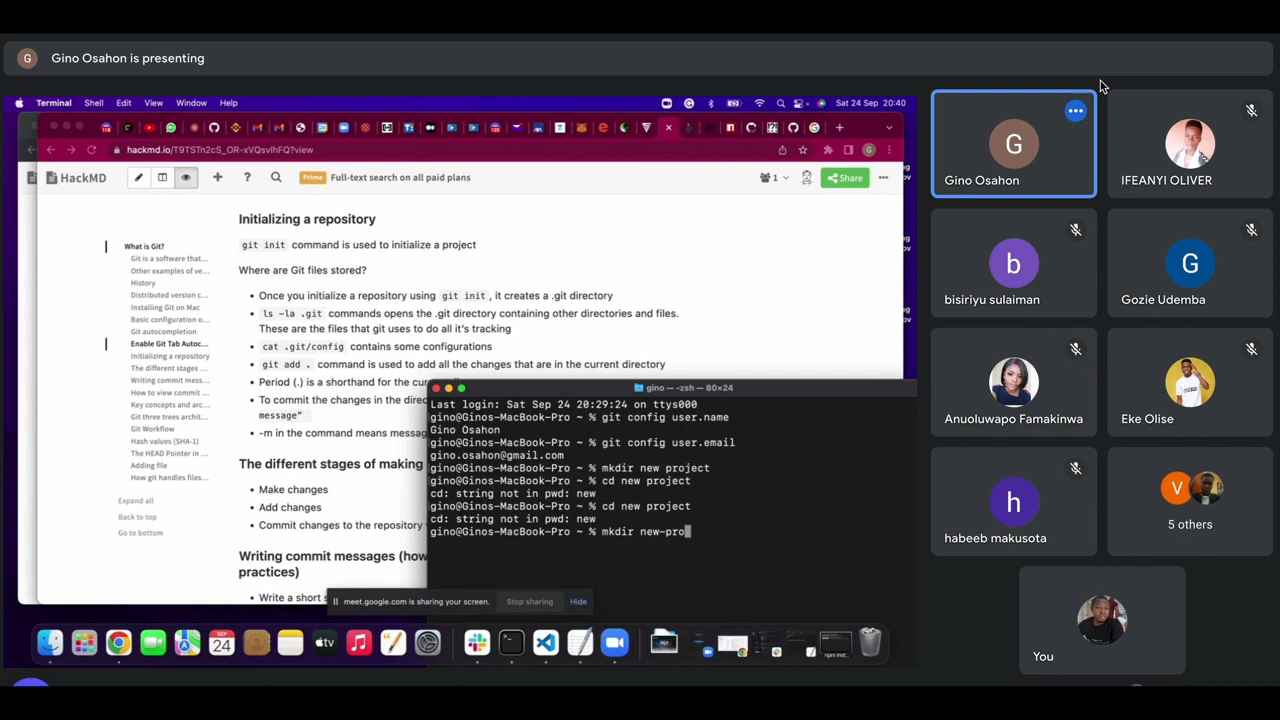 G Gino Osahon is presenting
Terminal Shell Edit View Window Help
Sat 24 Sep 20:40
hackmd.io/T9TSTn2cS_OR-xVQsvlhFQ?view
HackMD
Prime Full-text search on all paid plans
1
Share
Initializing a repository
git init command is used to initialize a project
Where are Git files stored?
Once you initialize a repository using git init, it creates a .git directory
ls -la .git commands opens the .git directory containing other directories and files.
These are the files that git uses to do all it's tracking
cat .git/config contains some configurations
git add . command is used to add all the changes that are in the current directory
Period (.) is a shorthand for the cur
To commit the changes in the direc
message"
-m in the command means messag
The different stages of making
Make changes
Add changes
Commit changes to the repository
Writing commit messages (how
practices)
Write a short s
What is Git?
Git is a software that...
Other examples of ve...
History
Distributed version c...
Installing Git on Mac
Basic configuration o...
Git autocompletion
Enable Git Tab Autoc...
Initializing a repository
The different stages ...
Writing commit mess...
How to view commit ...
Key concepts and arc...
Git three trees archit...
Git Workflow
Hash values (SHA-1)
The HEAD Pointer in ...
Adding file
How git handles files...
Expand all
Back to top
Go to bottom
gino — -zsh — 80×24
Last login: Sat Sep 24 20:29:24 on ttys000
gino@Ginos-MacBook-Pro ~ % git config user.name
Gino Osahon
gino@Ginos-MacBook-Pro ~ % git config user.email
gino.osahon@gmail.com
gino@Ginos-MacBook-Pro ~ % mkdir new project
gino@Ginos-MacBook-Pro ~ % cd new project
cd: string not in pwd: new
gino@Ginos-MacBook-Pro ~ % cd new project
cd: string not in pwd: new
gino@Ginos-MacBook-Pro ~ % mkdir new-pro
meet.google.com is sharing your screen. Stop sharing Hide
SEP
24
tv
npm inst...
G
Gino Osahon
IFEANYI OLIVER
b
bisiriyu sulaiman
G
Gozie Udemba
Anuoluwapo Famakinwa
Eke Olise
h
habeeb makusota
V
5 others
You